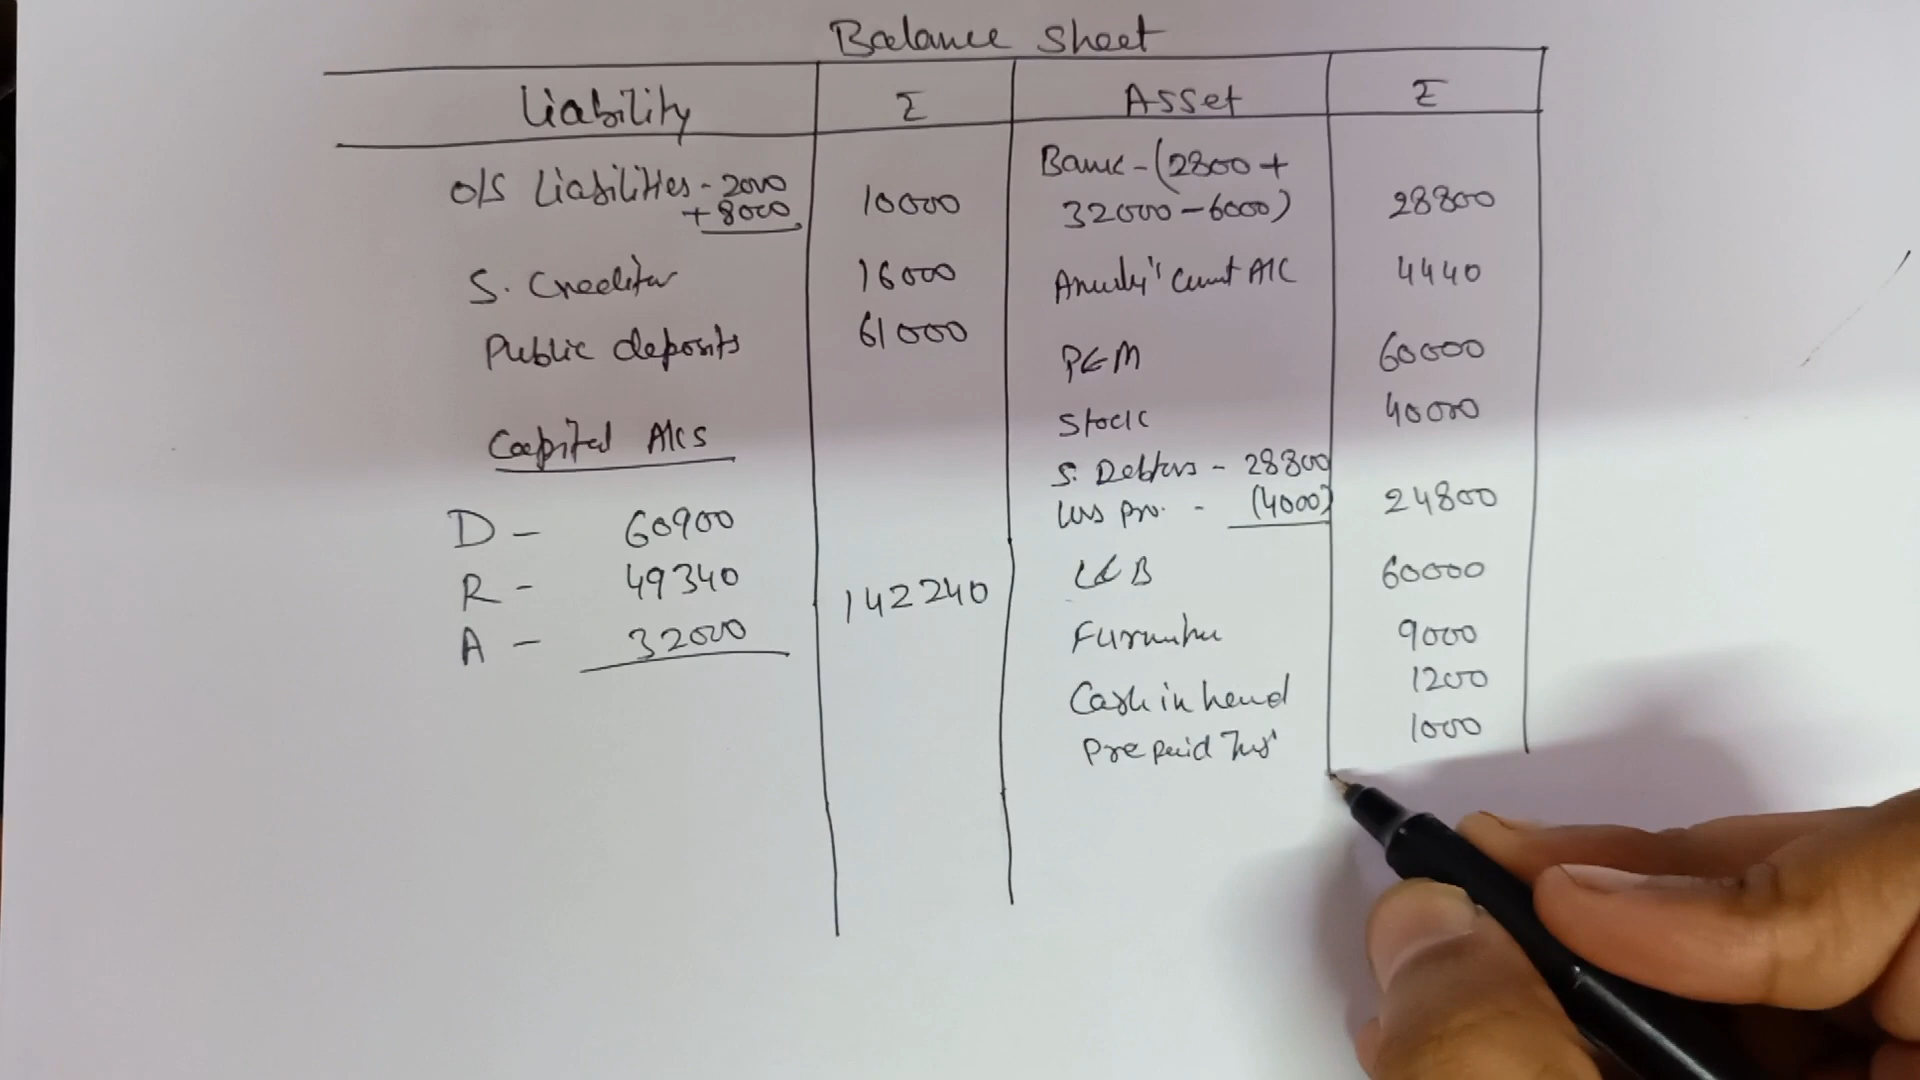 Balance Sheet
Liability ₹ Asset ₹
O/S Liabilities - 2000
+ 8000 10000
S. Creditor 16000
Public deposits 61000
Capital A/cs
D - 60900
R - 49340
A - 32000
142240
Bank - (2800 +
32000 - 6000) 28800
A/C 4440
P&M 60000
Stock 40000
S. Debtors - 28800
Less pro. - (4000) 24800
L&B 60000
Furniture 9000
Cash in hand 1200
Prepaid Ins. 1000